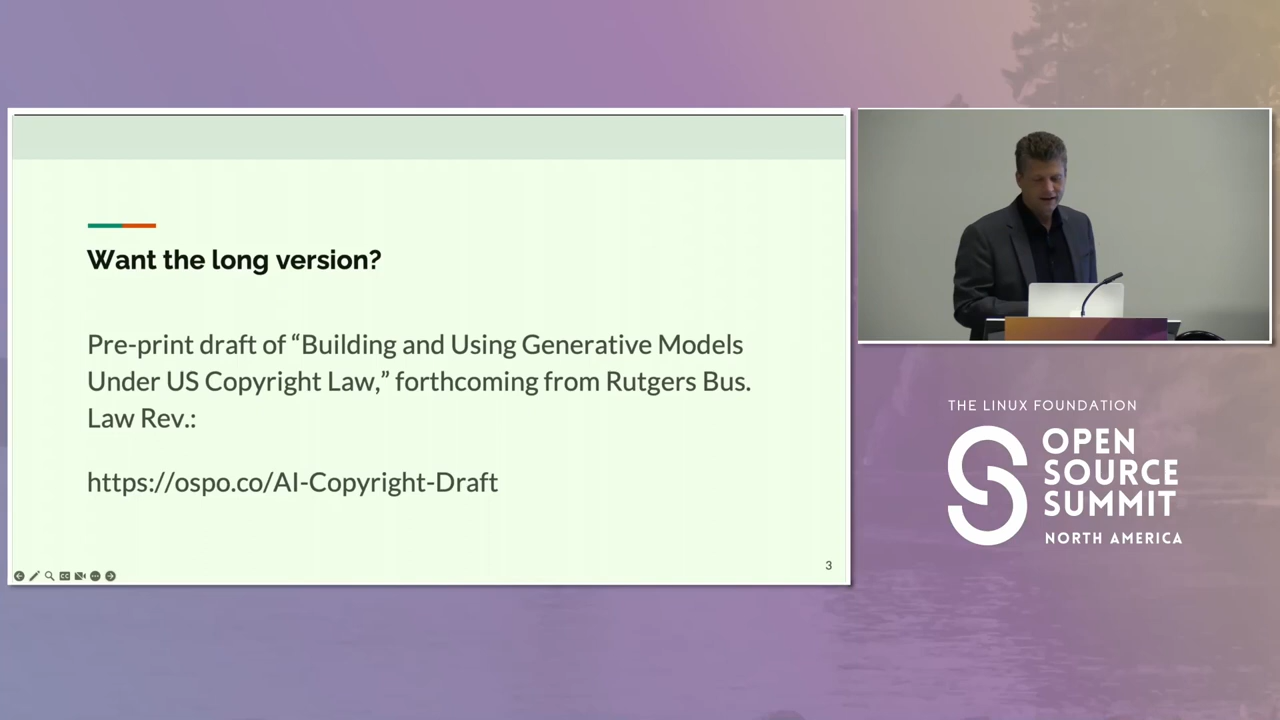 Want the long version?
Pre-print draft of “Building and Using Generative Models
Under US Copyright Law,” forthcoming from Rutgers Bus.
Law Rev.:
https://ospo.co/AI-Copyright-Draft
3
THE LINUX FOUNDATION
OPEN
SOURCE
SUMMIT
NORTH AMERICA